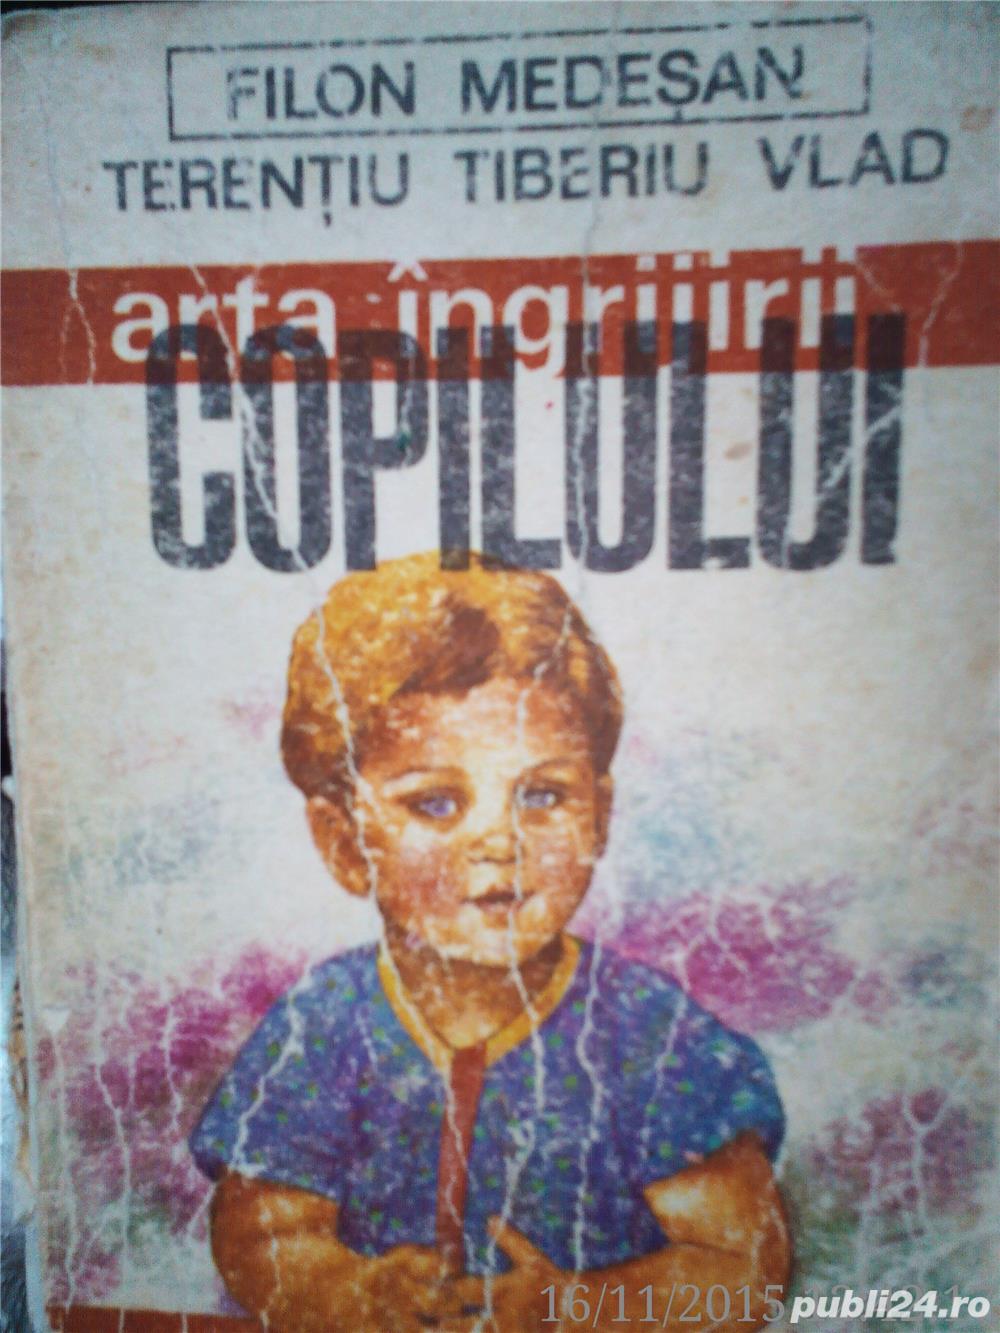 FILON MEDEȘAN
TERENȚIU TIBERIU VLAD
arta îngrijirii
COPILULUI
16/11/2015
publi24.ro